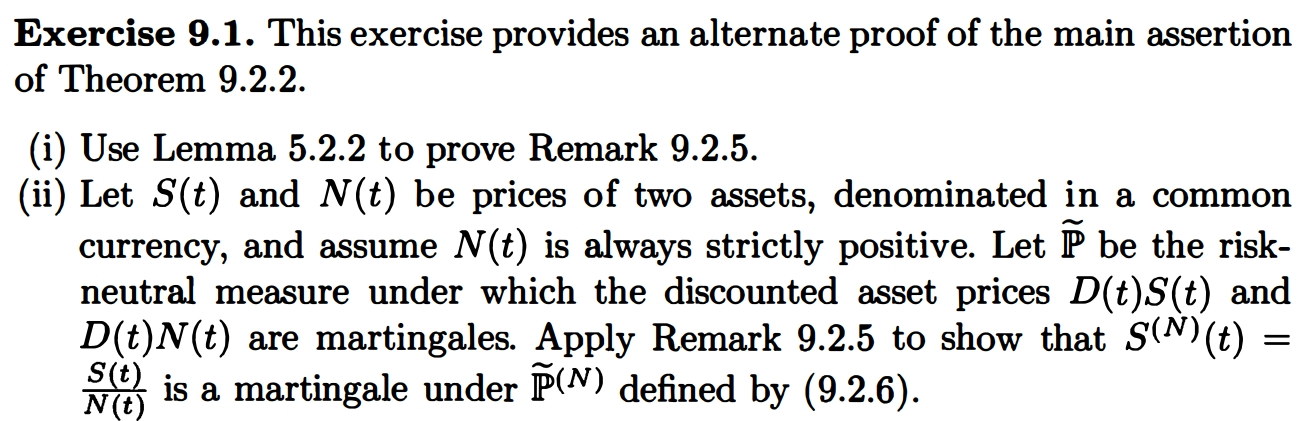 Exercise 9.1. This exercise provides an alternate proof of the main assertion
of Theorem 9.2.2.
(i) Use Lemma 5.2.2 to prove Remark 9.2.5.
(ii) Let S(t) and N(t) be prices of two assets, denominated in a common
currency, and assume N(t) is always strictly positive. Let ℙ̃ be the risk-
neutral measure under which the discounted asset prices D(t)S(t) and
D(t)N(t) are martingales. Apply Remark 9.2.5 to show that S⁽ᴺ⁾(t) =
S(t)/N(t) is a martingale under ℙ̃⁽ᴺ⁾ defined by (9.2.6).